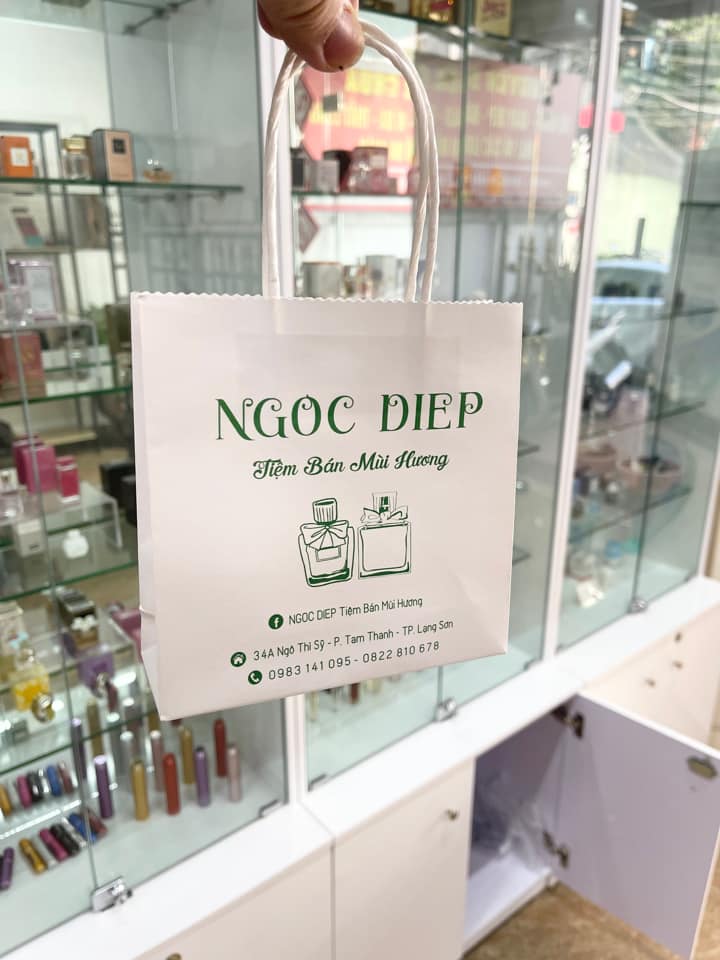 NGOC DIEP
Tiệm Bán Mùi Hương
NGOC DIEP Tiệm Bán Mùi Hương
34A Ngô Thì Sỹ - P. Tam Thanh - TP. Lạng Sơn
0983 141 095 - 0822 810 678